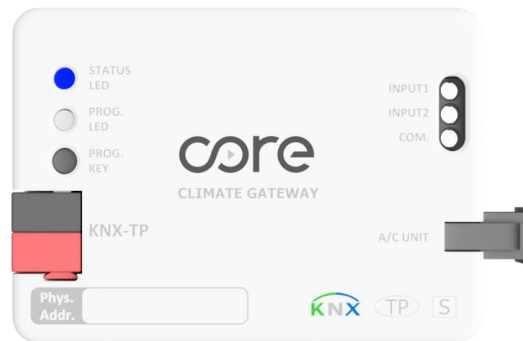 STATUS
LED
PROG.
LED
PROG.
KEY
INPUT1
INPUT2
COM.
core
CLIMATE GATEWAY
KNX-TP
A/C UNIT
Phys.
Addr.
KNX TP S